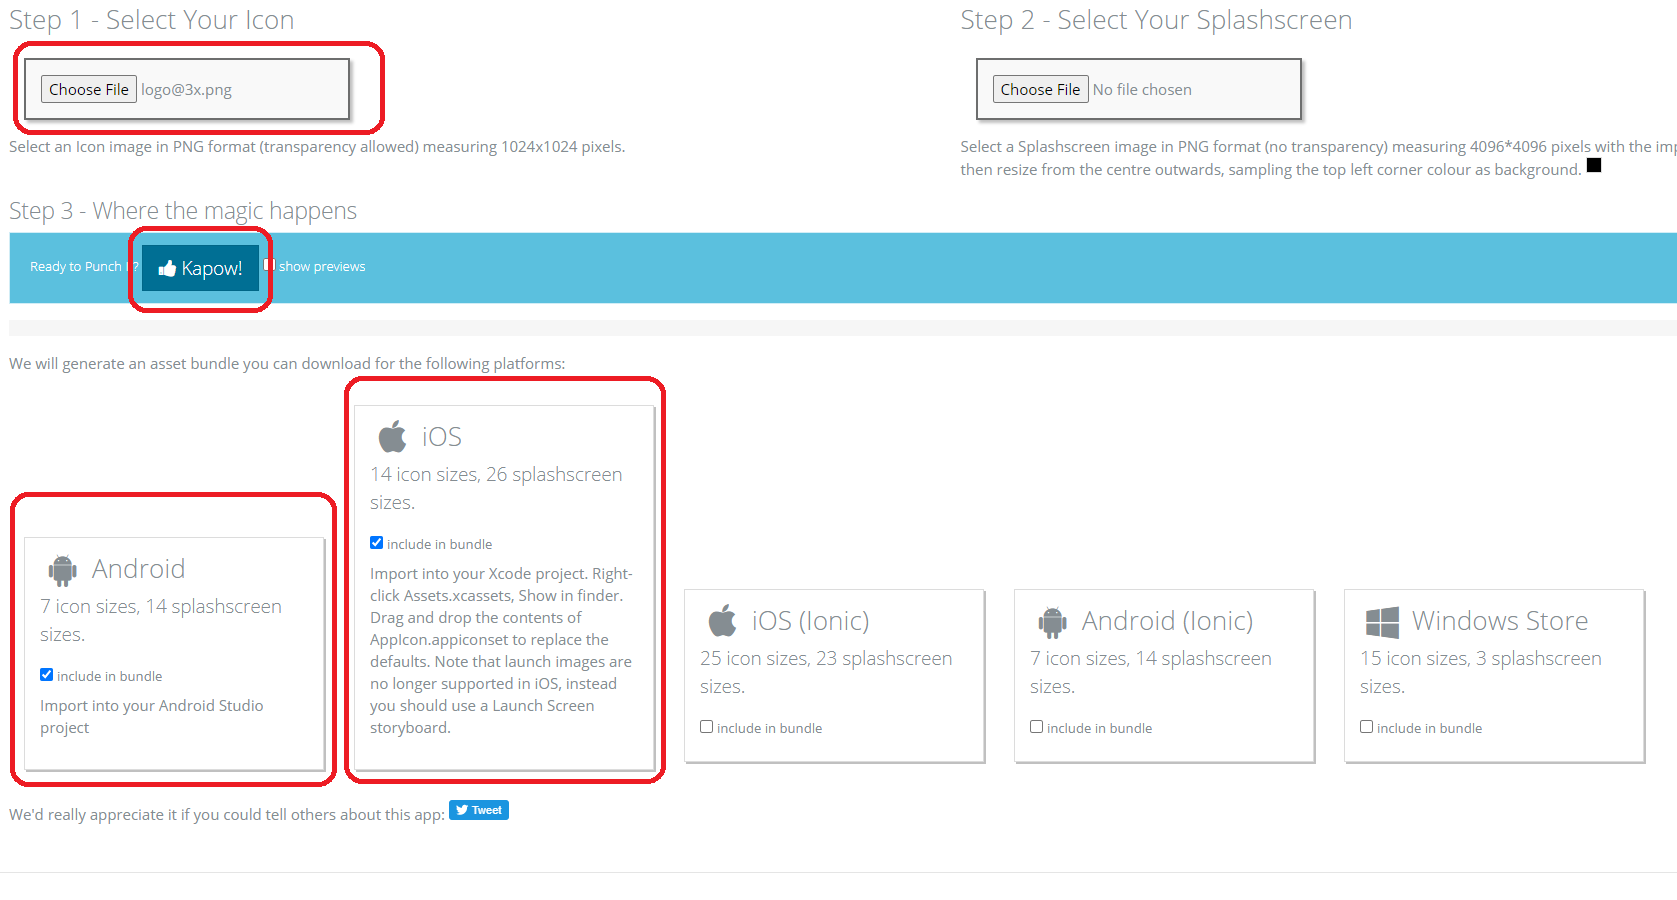 Step 1 - Select Your Icon
Choose File logo@3x.png
Select an Icon image in PNG format (transparency allowed) measuring 1024x1024 pixels.
Step 2 - Select Your Splashscreen
Choose File No file chosen
Select a Splashscreen image in PNG format (no transparency) measuring 4096*4096 pixels with the
then resize from the centre outwards, sampling the top left corner colour as background.
Step 3 - Where the magic happens
Ready to Punch Kapow! show previews
We will generate an asset bundle you can download for the following platforms:
Android
7 icon sizes, 14 splashscreen
sizes.
include in bundle
Import into your Android Studio
project
iOS
14 icon sizes, 26 splashscreen
sizes.
include in bundle
Import into your Xcode project. Right-
click Assets.xcassets, Show in finder.
Drag and drop the contents of
AppIcon.appiconset to replace the
defaults. Note that launch images are
no longer supported in iOS, instead
you should use a Launch Screen
storyboard.
iOS (Ionic)
25 icon sizes, 23 splashscreen
sizes.
include in bundle
Android (Ionic)
7 icon sizes, 14 splashscreen
sizes.
include in bundle
Windows Store
15 icon sizes, 3 splashscreen
sizes.
include in bundle
We'd really appreciate it if you could tell others about this app: Tweet